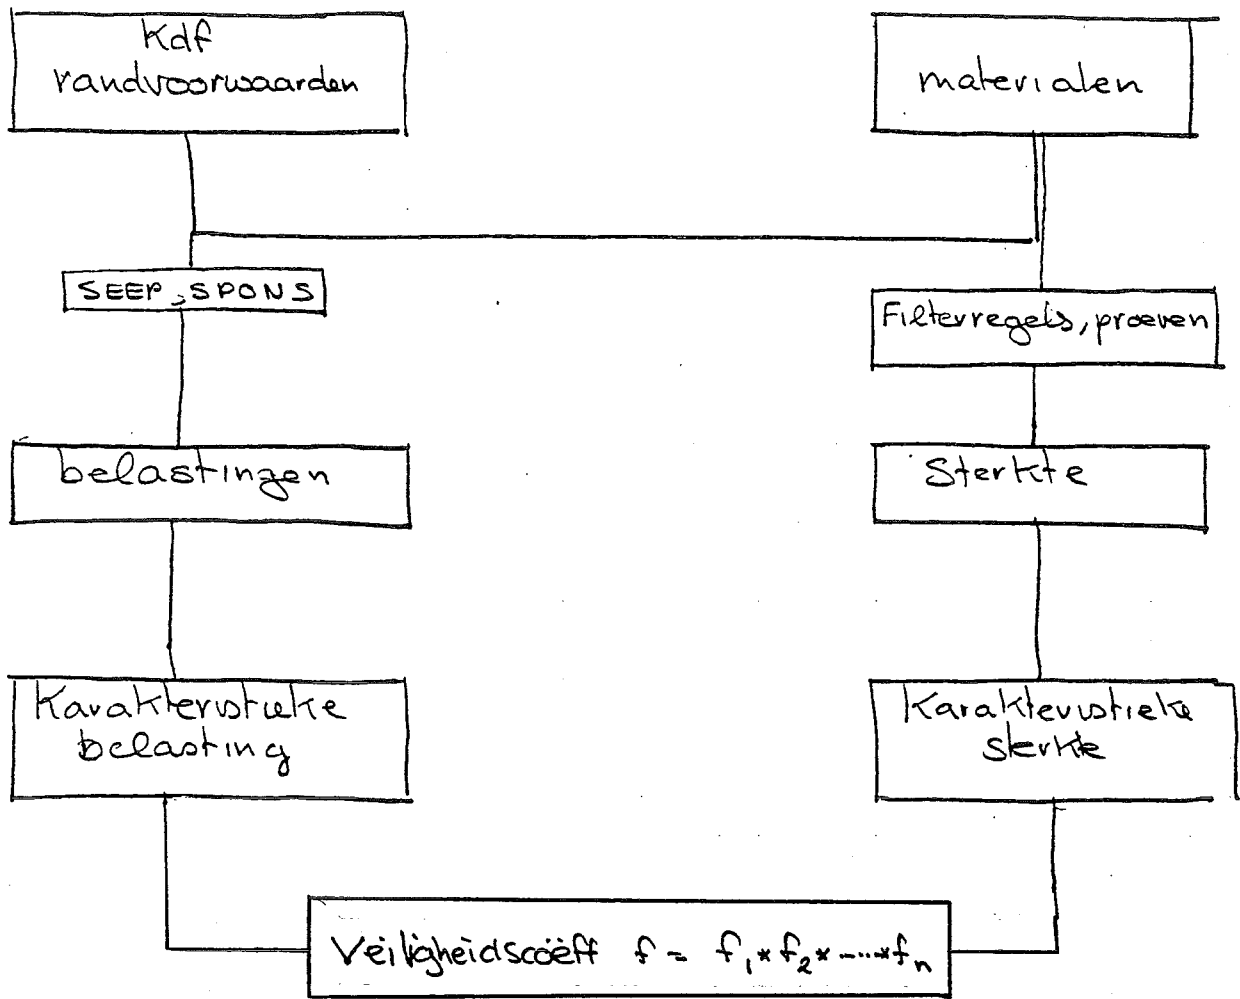 Kdf
randvoorwaarden
materialen
SEEP, SPONS
Filterregels, proeven
belastingen
Sterkte
Karakteristieke
belasting
Karakteristieke
sterkte
Veiligheidscoëff f = f₁ * f₂ * ..... * fₙ